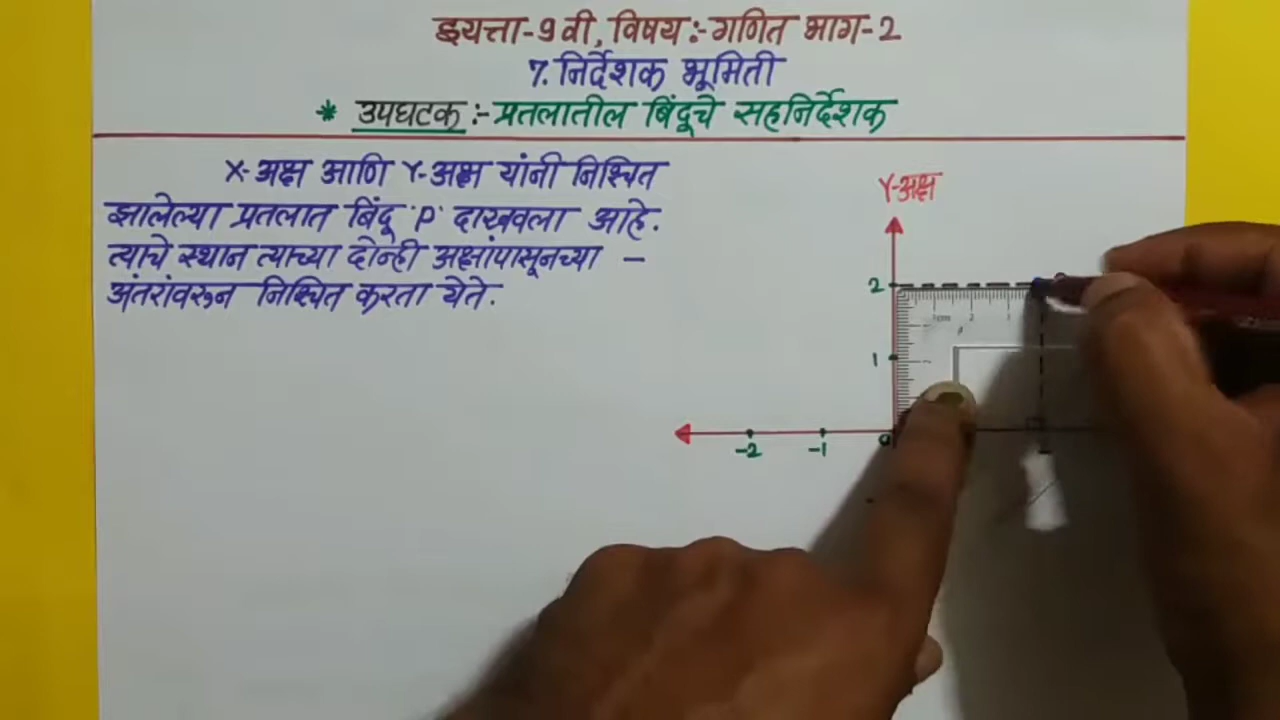 इयत्ता-9वी, विषय:-गणित भाग-2
7. निर्देशक भूमिती
* उपघटक:-प्रतलातील बिंदूचे सहनिर्देशक
X-अक्ष आणि Y-अक्ष यांनी निश्चित
झालेल्या प्रतलात बिंदू 'P' दाखवला आहे.
त्याचे स्थान त्याच्या दोन्ही अक्षांपासूनच्या –
अंतरांवरून निश्चित करता येते.
Y-अक्ष
2
1
-2 -1 0